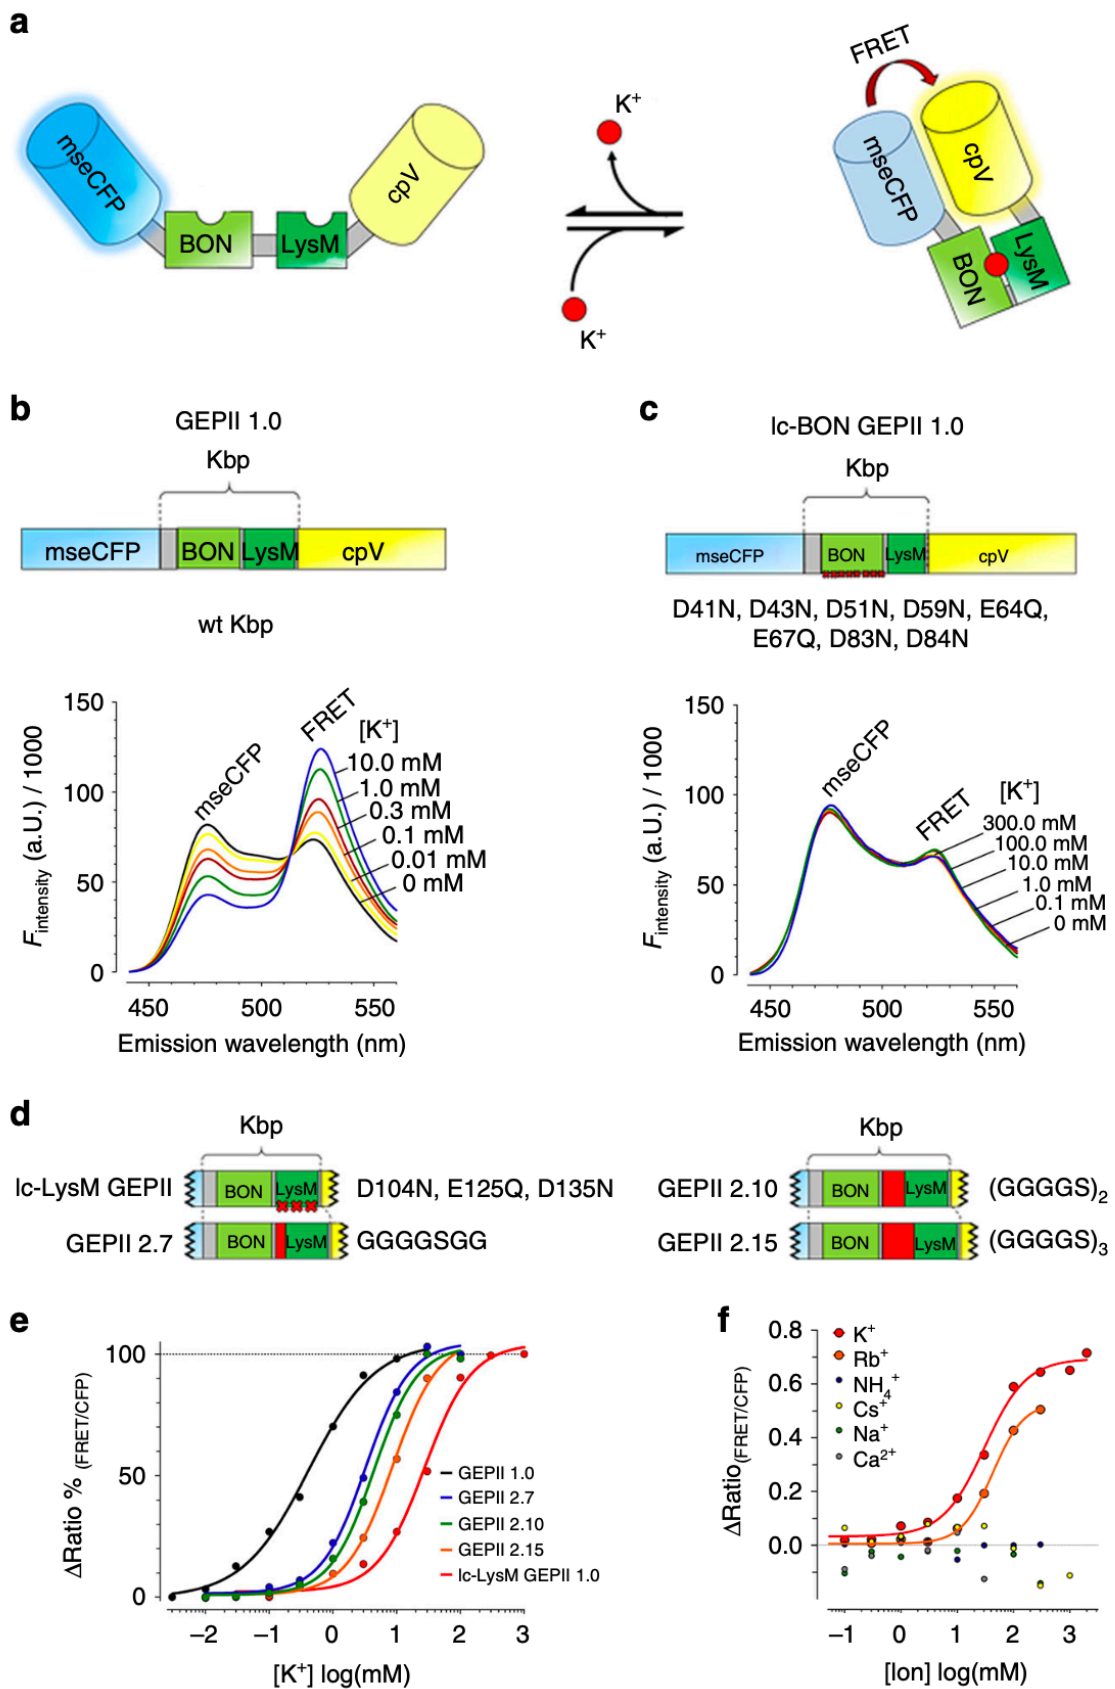 a
FRET
K+
mseCFP
BON
LysM
cpV
K+
mseCFP
cpV
BON
LysM
b
GEPII 1.0
Kbp
mseCFP
BON
LysM
cpV
wt Kbp
150
100
50
0
F intensity (a.U.) / 1000
mseCFP
FRET
[K+]
10.0 mM
1.0 mM
0.3 mM
0.1 mM
0.01 mM
0 mM
450
500
550
Emission wavelength (nm)
c
lc-BON GEPII 1.0
Kbp
mseCFP
BON
LysM
cpV
D41N, D43N, D51N, D59N, E64Q,
E67Q, D83N, D84N
150
100
50
0
F intensity (a.U.) / 1000
mseCFP
FRET
[K+]
300.0 mM
100.0 mM
10.0 mM
1.0 mM
0.1 mM
0 mM
450
500
550
Emission wavelength (nm)
d
Kbp
lc-LysM GEPII
BON
LysM
D104N, E125Q, D135N
GEPII 2.7
BON
LysM
GGGGSGG
Kbp
GEPII 2.10
BON
LysM
(GGGGS)2
GEPII 2.15
BON
LysM
(GGGGS)3
e
100
50
0
ΔRatio % (FRET/CFP)
GEPII 1.0
GEPII 2.7
GEPII 2.10
GEPII 2.15
lc-LysM GEPII 1.0
–2
–1
0
1
2
3
[K+] log(mM)
f
0.8
0.6
0.4
0.2
0.0
ΔRatio(FRET/CFP)
K+
Rb+
NH4+
Cs+
Na+
Ca2+
–1
0
1
2
3
[Ion] log(mM)